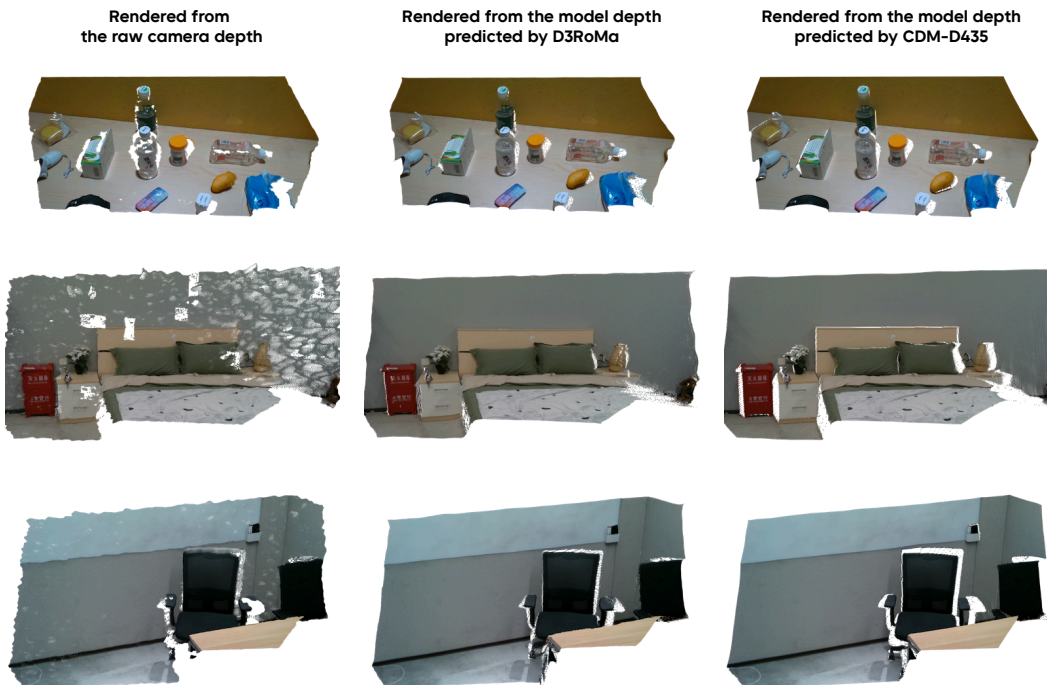 Rendered from
the raw camera depth
Rendered from the model depth
predicted by D3RoMa
Rendered from the model depth
predicted by CDM-D435